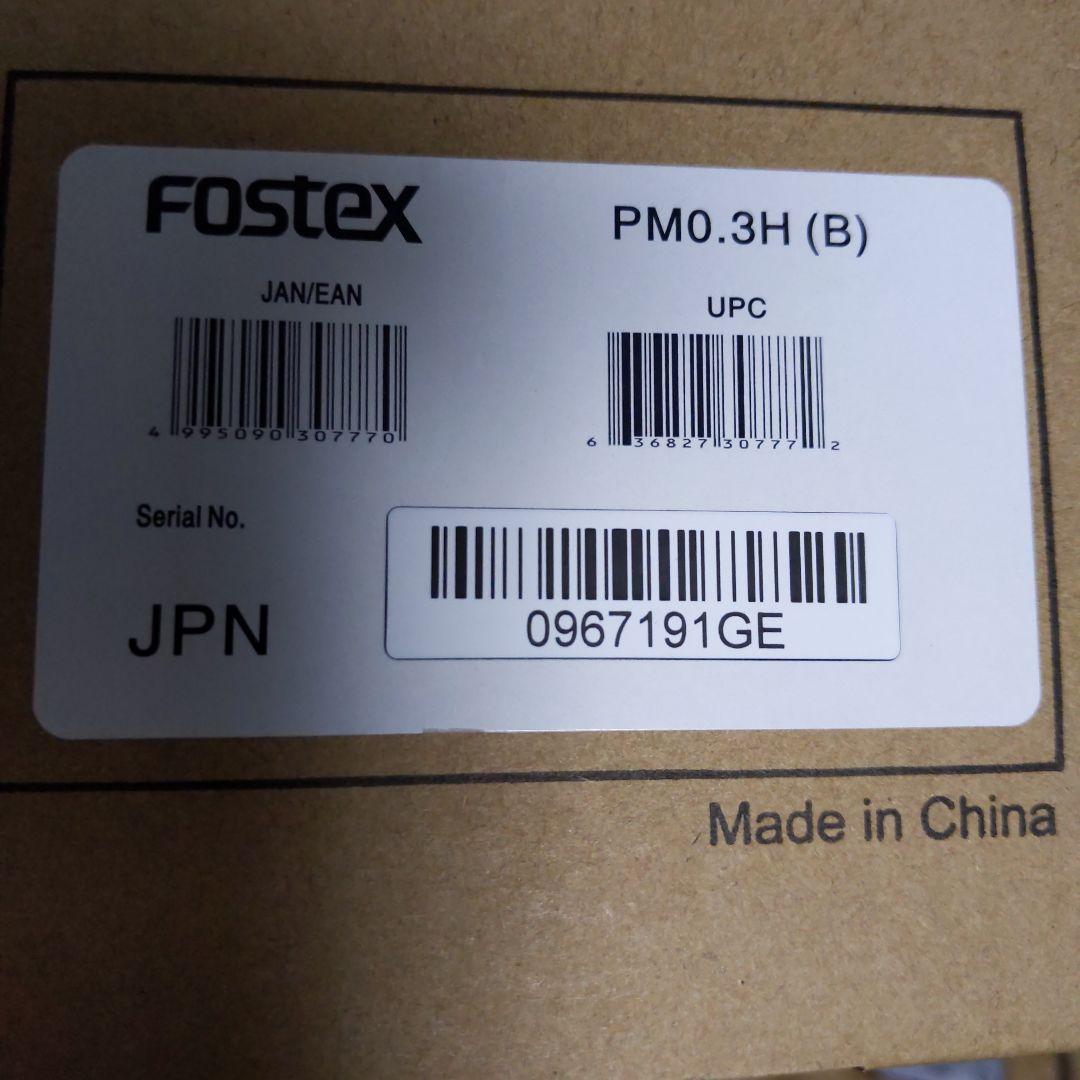 FOSTEX
PM0.3H (B)
JAN/EAN
UPC
4 995090 307770
6 36827 30777 2
Serial No.
JPN
0967191GE
Made in China